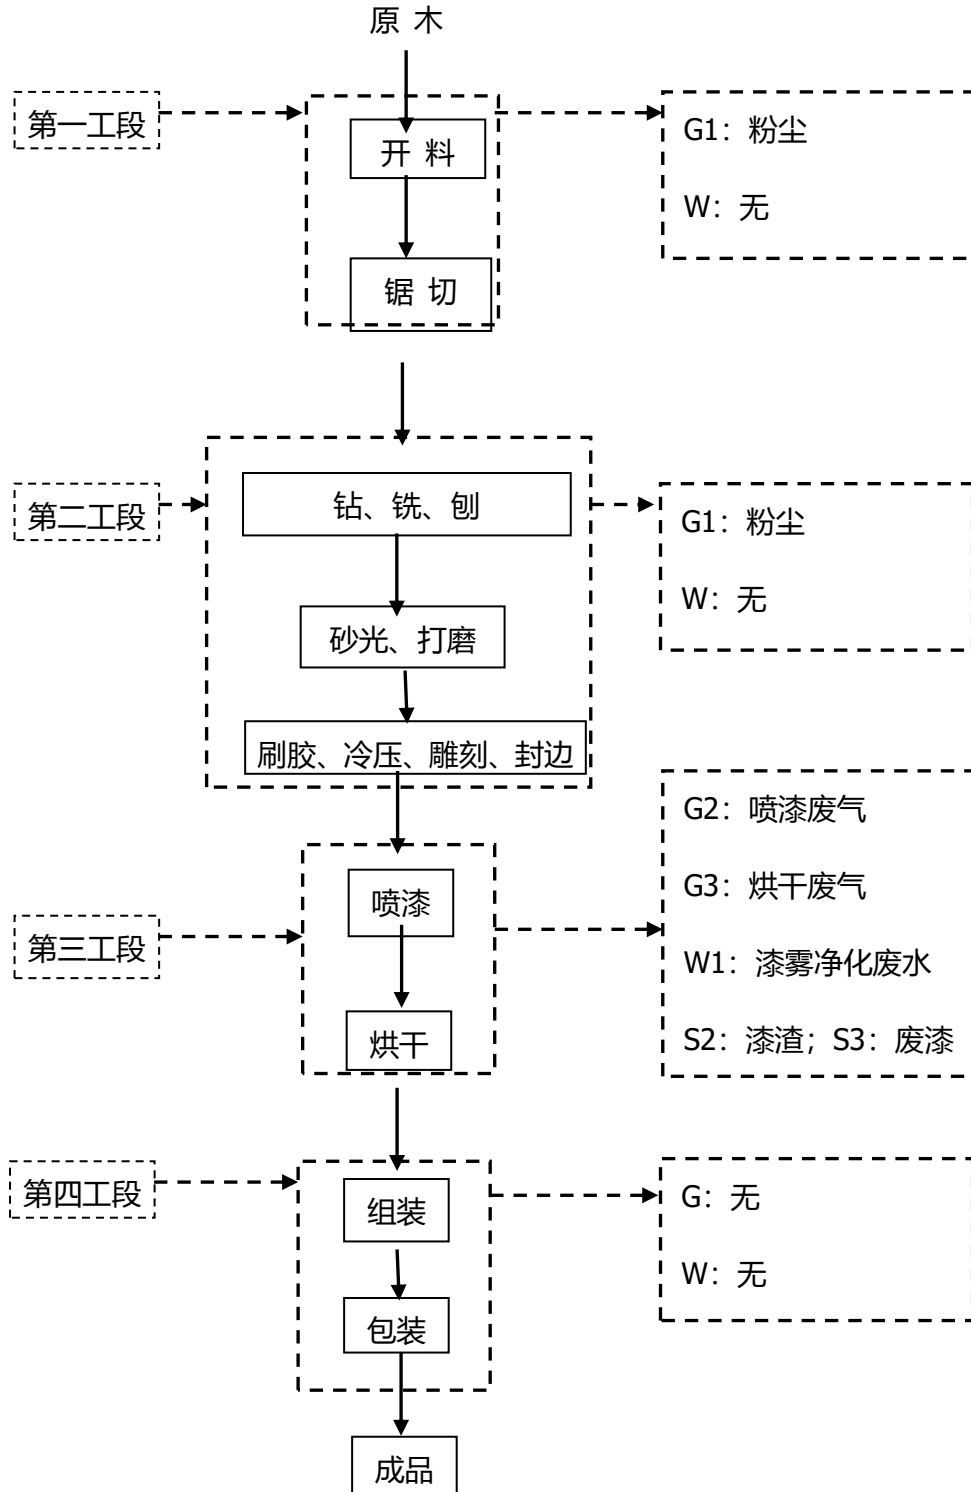 原 木
第一工段
开 料
锯 切
G1：粉尘
W：无
第二工段
钻、铣、刨
砂光、打磨
刷胶、冷压、雕刻、封边
G1：粉尘
W：无
第三工段
喷漆
烘干
G2：喷漆废气
G3：烘干废气
W1：漆雾净化废水
S2：漆渣；S3：废漆
第四工段
组装
包装
G：无
W：无
成品